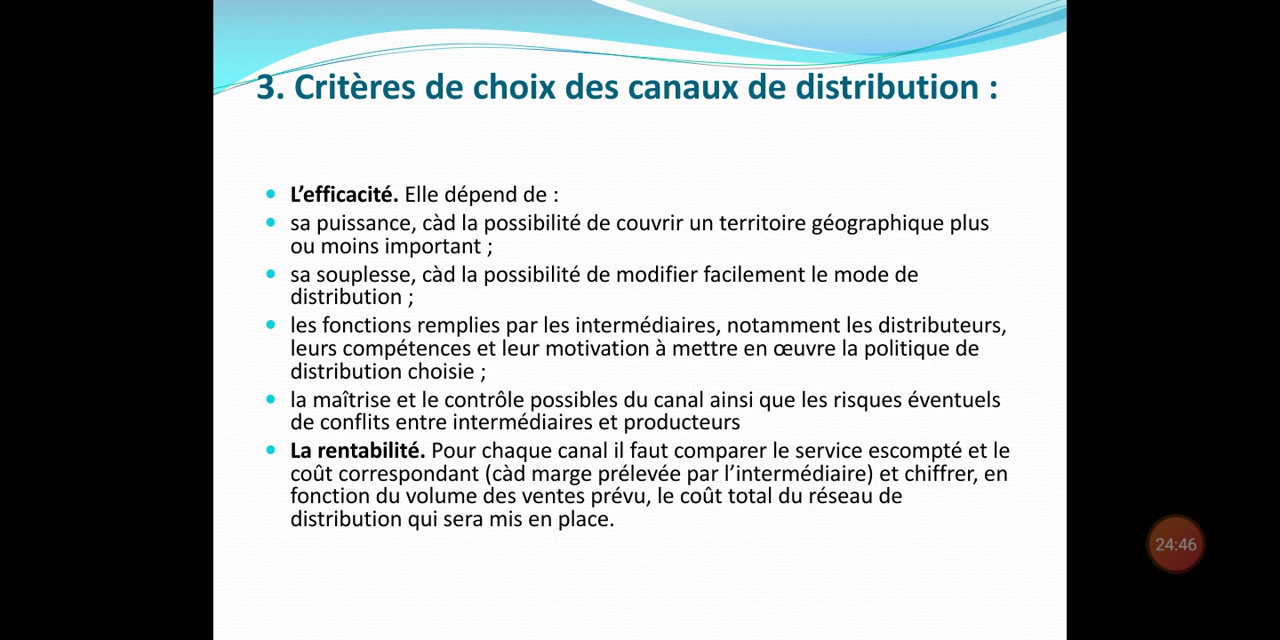 3. Critères de choix des canaux de distribution :
L’efficacité. Elle dépend de :
sa puissance, càd la possibilité de couvrir un territoire géographique plus
ou moins important ;
sa souplesse, càd la possibilité de modifier facilement le mode de
distribution ;
les fonctions remplies par les intermédiaires, notamment les distributeurs,
leurs compétences et leur motivation à mettre en œuvre la politique de
distribution choisie ;
la maîtrise et le contrôle possibles du canal ainsi que les risques éventuels
de conflits entre intermédiaires et producteurs
La rentabilité. Pour chaque canal il faut comparer le service escompté et le
coût correspondant (càd marge prélevée par l’intermédiaire) et chiffrer, en
fonction du volume des ventes prévu, le coût total du réseau de
distribution qui sera mis en place.
24:46